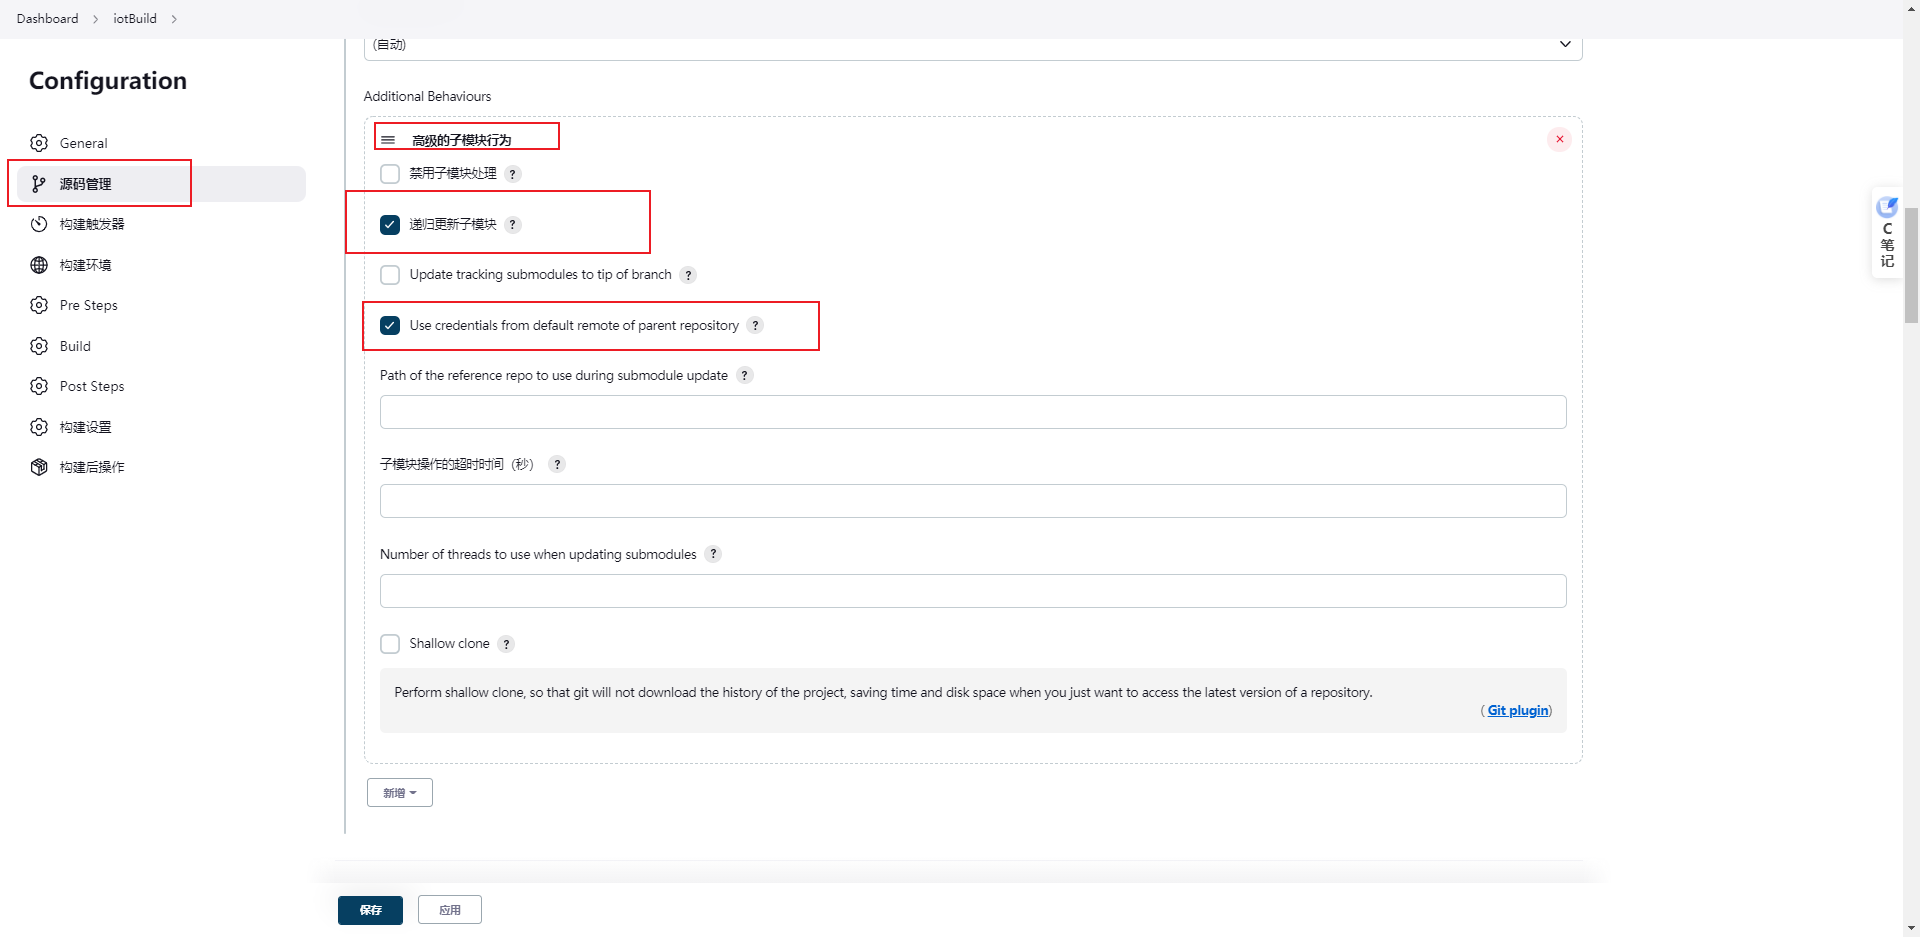 Dashboard > iotBuild >
Configuration
General
源码管理
构建触发器
构建环境
Pre Steps
Build
Post Steps
构建设置
构建后操作
(自动)
Additional Behaviours
高级的子模块行为
禁用子模块处理 ?
递归更新子模块 ?
Update tracking submodules to tip of branch ?
Use credentials from default remote of parent repository ?
Path of the reference repo to use during submodule update ?
子模块操作的超时时间（秒） ?
Number of threads to use when updating submodules ?
Shallow clone ?
Perform shallow clone, so that git will not download the history of the project, saving time and disk space when you just want to access the latest version of a repository.
( Git plugin)
新增
保存
应用
C
笔
记